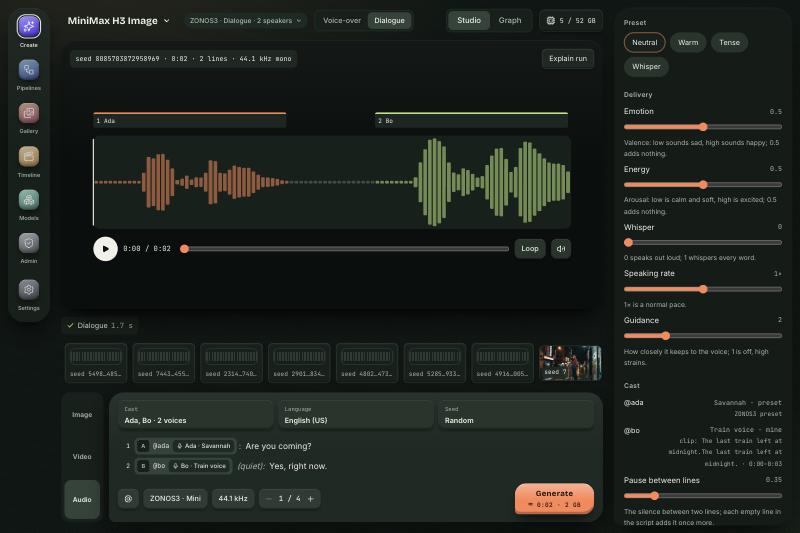 MiniMax H3 Image
ZONOS3 · Dialogue · 2 speakers
Voice-over
Dialogue
Studio
Graph
5 / 52 GB
Create
Pipelines
Gallery
Timeline
Models
Admin
Settings
seed 8085703872958969 · 0:02 · 2 lines · 44.1 kHz mono
Explain run
1 Ada
2 Bo
0:00 / 0:02
Loop
Dialogue 1.7 s
seed 5498…485…
seed 7443…455…
seed 2314…740…
seed 2901…834…
seed 4802…473…
seed 5285…933…
seed 4916…005…
seed 7
Image
Video
Audio
Cast
Ada, Bo · 2 voices
Language
English (US)
Seed
Random
1 A @ada Ada · Savannah : Are you coming?
2 B @bo Bo · Train voice (quiet): Yes, right now.
@
ZONOS3 · Mini
44.1 kHz
− 1 / 4 +
Generate
≈ 0:02 · 2 GB
Preset
Neutral
Warm
Tense
Whisper
Delivery
Emotion 0.5
Valence: low sounds sad, high sounds happy; 0.5
adds nothing.
Energy 0.5
Arousal: low is calm and soft, high is excited; 0.5
adds nothing.
Whisper 0
0 speaks out loud; 1 whispers every word.
Speaking rate 1×
1× is a normal pace.
Guidance 2
How closely it keeps to the voice; 1 is off, high
strains.
Cast
@ada Savannah · preset
ZONOS3 preset
@bo Train voice · mine
clip: The last train left at
midnight.The last train left at
midnight. · 0:00–0:03
Pause between lines 0.35
The silence between two lines; each empty line in
the script adds it once more.